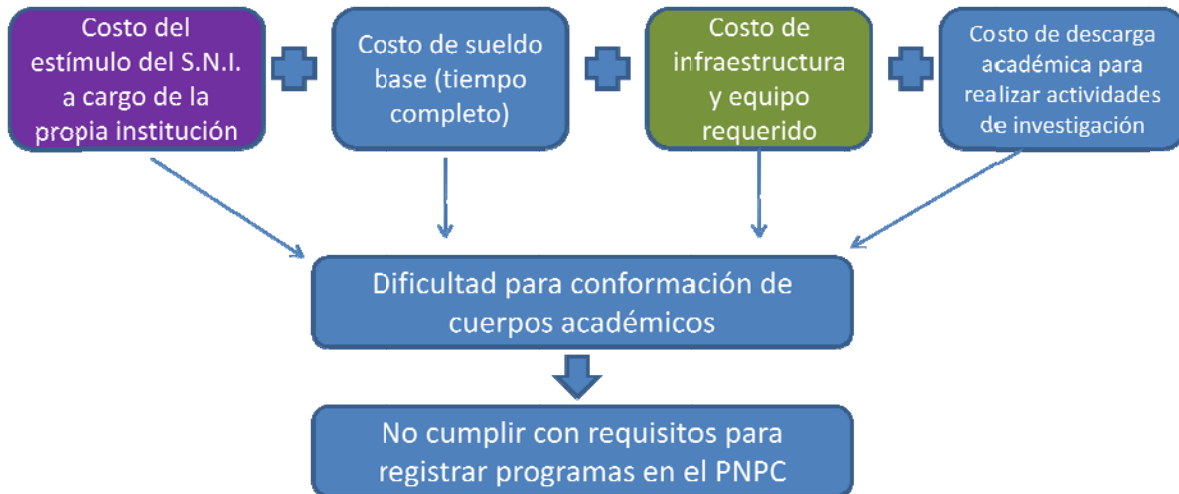 Costo del
estímulo del S.N.I.
a cargo de la
propia institución
Costo de sueldo
base (tiempo
completo)
Costo de
infraestructura
y equipo
requerido
Costo de descarga
académica para
realizar actividades
de investigación
Dificultad para conformación de
cuerpos académicos
No cumplir con requisitos para
registrar programas en el PNPC